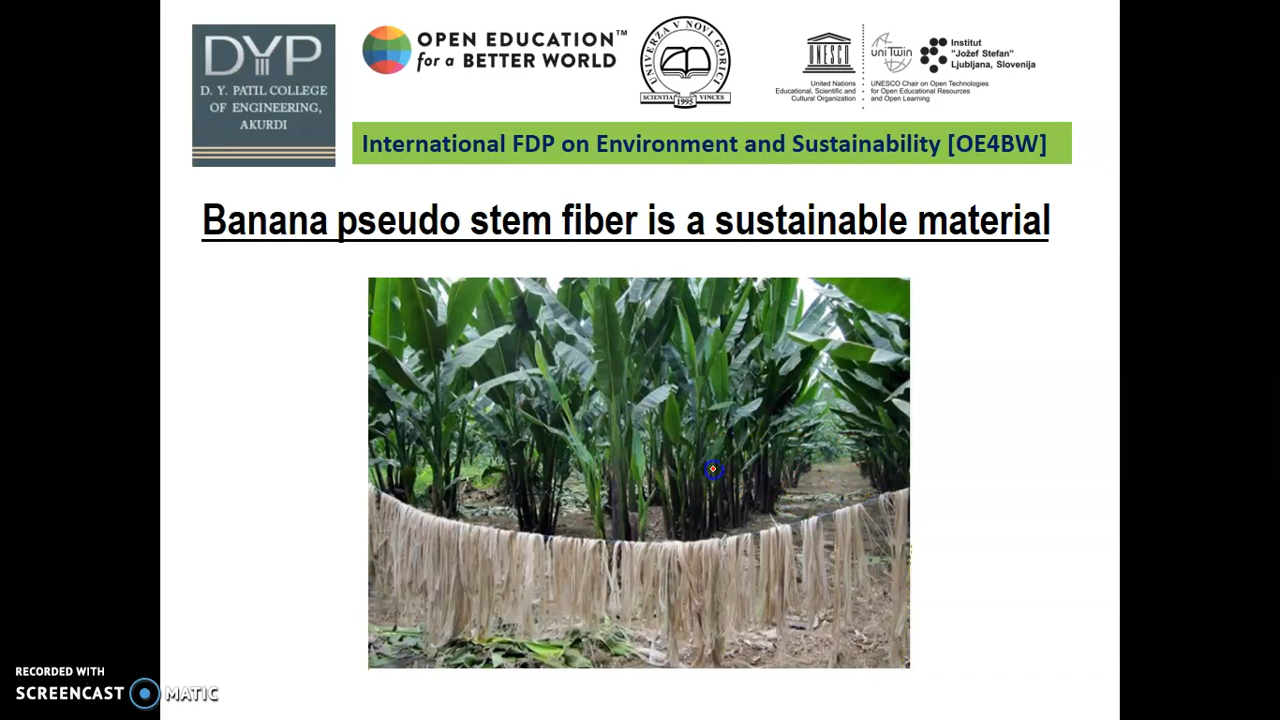 DYP
D. Y. PATIL COLLEGE
OF ENGINEERING,
AKURDI
OPEN EDUCATION™
for a BETTER WORLD
UNIVERZA V NOVI GORICI
SCIENTIA VINCES
1995
UNESCO
United Nations
Educational, Scientific and
Cultural Organization
uniTwin
Institut
"Jožef Stefan"
Ljubljana, Slovenija
UNESCO Chair on Open Technologies
for Open Educational Resources
and Open Learning
International FDP on Environment and Sustainability [OE4BW]
Banana pseudo stem fiber is a sustainable material
RECORDED WITH
SCREENCAST MATIC